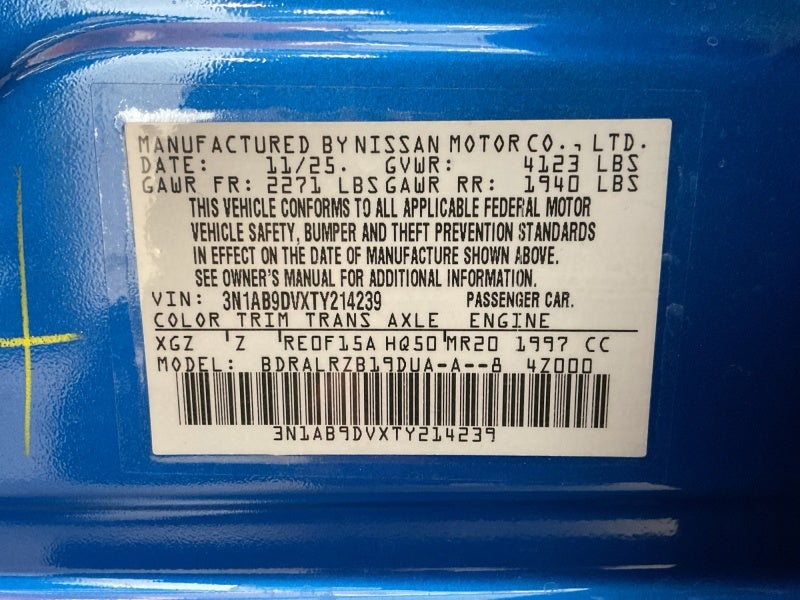 MANUFACTURED BY NISSAN MOTOR CO., LTD.
DATE: 11/25. GVWR: 4123 LBS
GAWR FR: 2271 LBS GAWR RR: 1940 LBS
THIS VEHICLE CONFORMS TO ALL APPLICABLE FEDERAL MOTOR
VEHICLE SAFETY, BUMPER AND THEFT PREVENTION STANDARDS
IN EFFECT ON THE DATE OF MANUFACTURE SHOWN ABOVE.
SEE OWNER'S MANUAL FOR ADDITIONAL INFORMATION.
VIN: 3N1AB9DVXTY214239 PASSENGER CAR.
COLOR TRIM TRANS AXLE ENGINE
XGZ Z RE0F15A HQ50 MR20 1997 CC
MODEL: BDRALRZB19DUA-A--8 4Z000
3N1AB9DVXTY214239